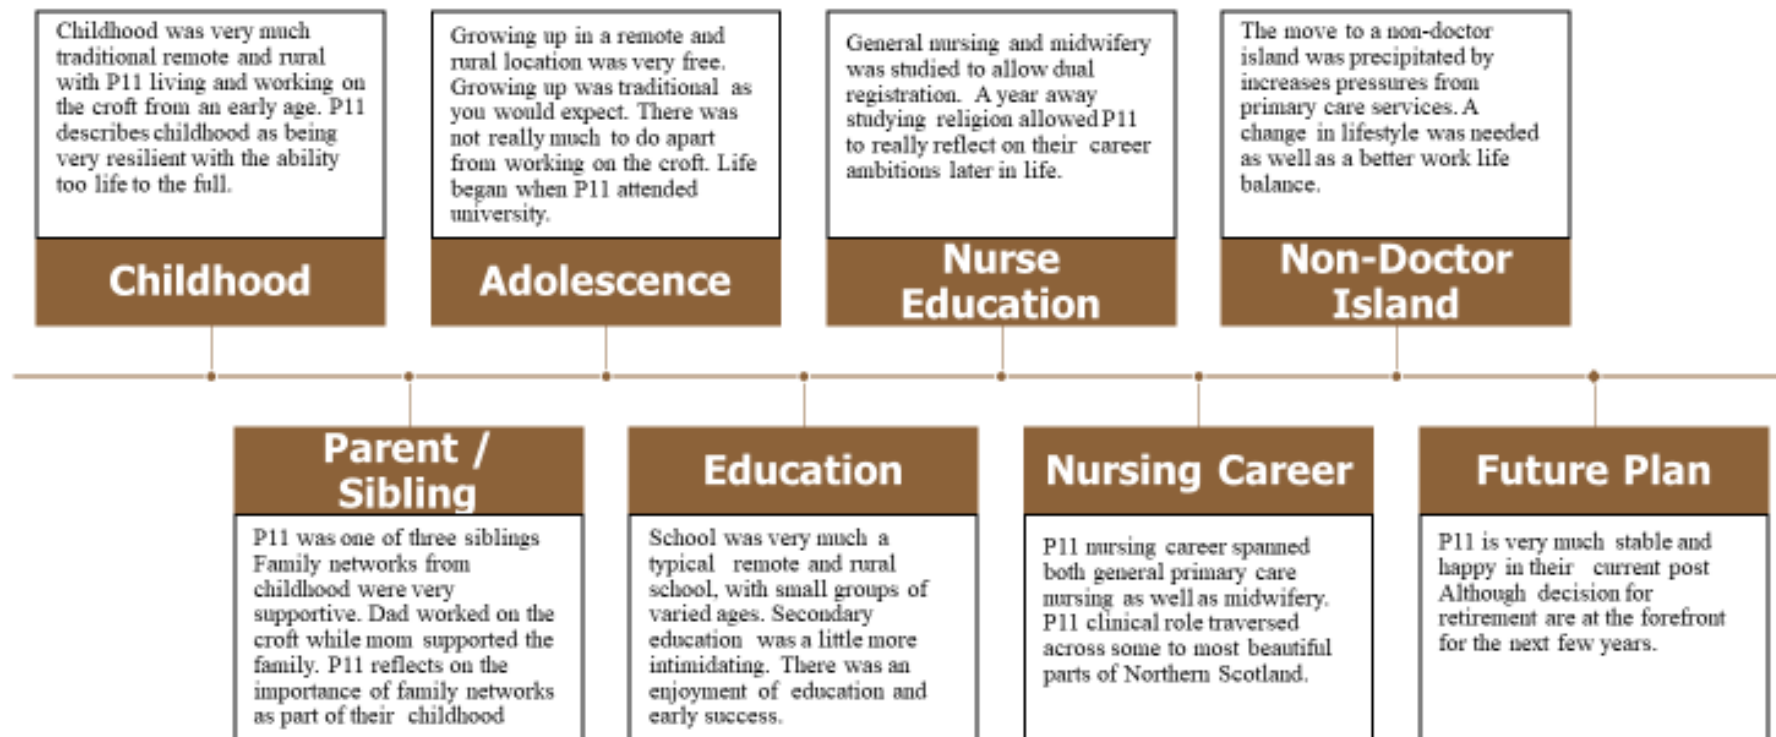 Childhood was very much
traditional remote and rural
with P11 living and working on
the croft from an early age. P11
describes childhood as being
very resilient with the ability
too life to the full.
Childhood
Growing up in a remote and
rural location was very free.
Growing up was traditional as
you would expect. There was
not really much to do apart
from working on the croft. Life
began when P11 attended
university.
Adolescence
General nursing and midwifery
was studied to allow dual
registration. A year away
studying religion allowed P11
to really reflect on their career
ambitions later in life.
Nurse
Education
The move to a non-doctor
island was precipitated by
increases pressures from
primary care services. A
change in lifestyle was needed
as well as a better work life
balance.
Non-Doctor
Island
Parent /
Sibling
P11 was one of three siblings
Family networks from
childhood were very
supportive. Dad worked on the
croft while mom supported the
family. P11 reflects on the
importance of family networks
as part of their childhood
Education
School was very much a
typical remote and rural
school, with small groups of
varied ages. Secondary
education was a little more
intimidating. There was an
enjoyment of education and
early success.
Nursing Career
P11 nursing career spanned
both general primary care
nursing as well as midwifery.
P11 clinical role traversed
across some to most beautiful
parts of Northern Scotland.
Future Plan
P11 is very much stable and
happy in their current post
Although decision for
retirement are at the forefront
for the next few years.